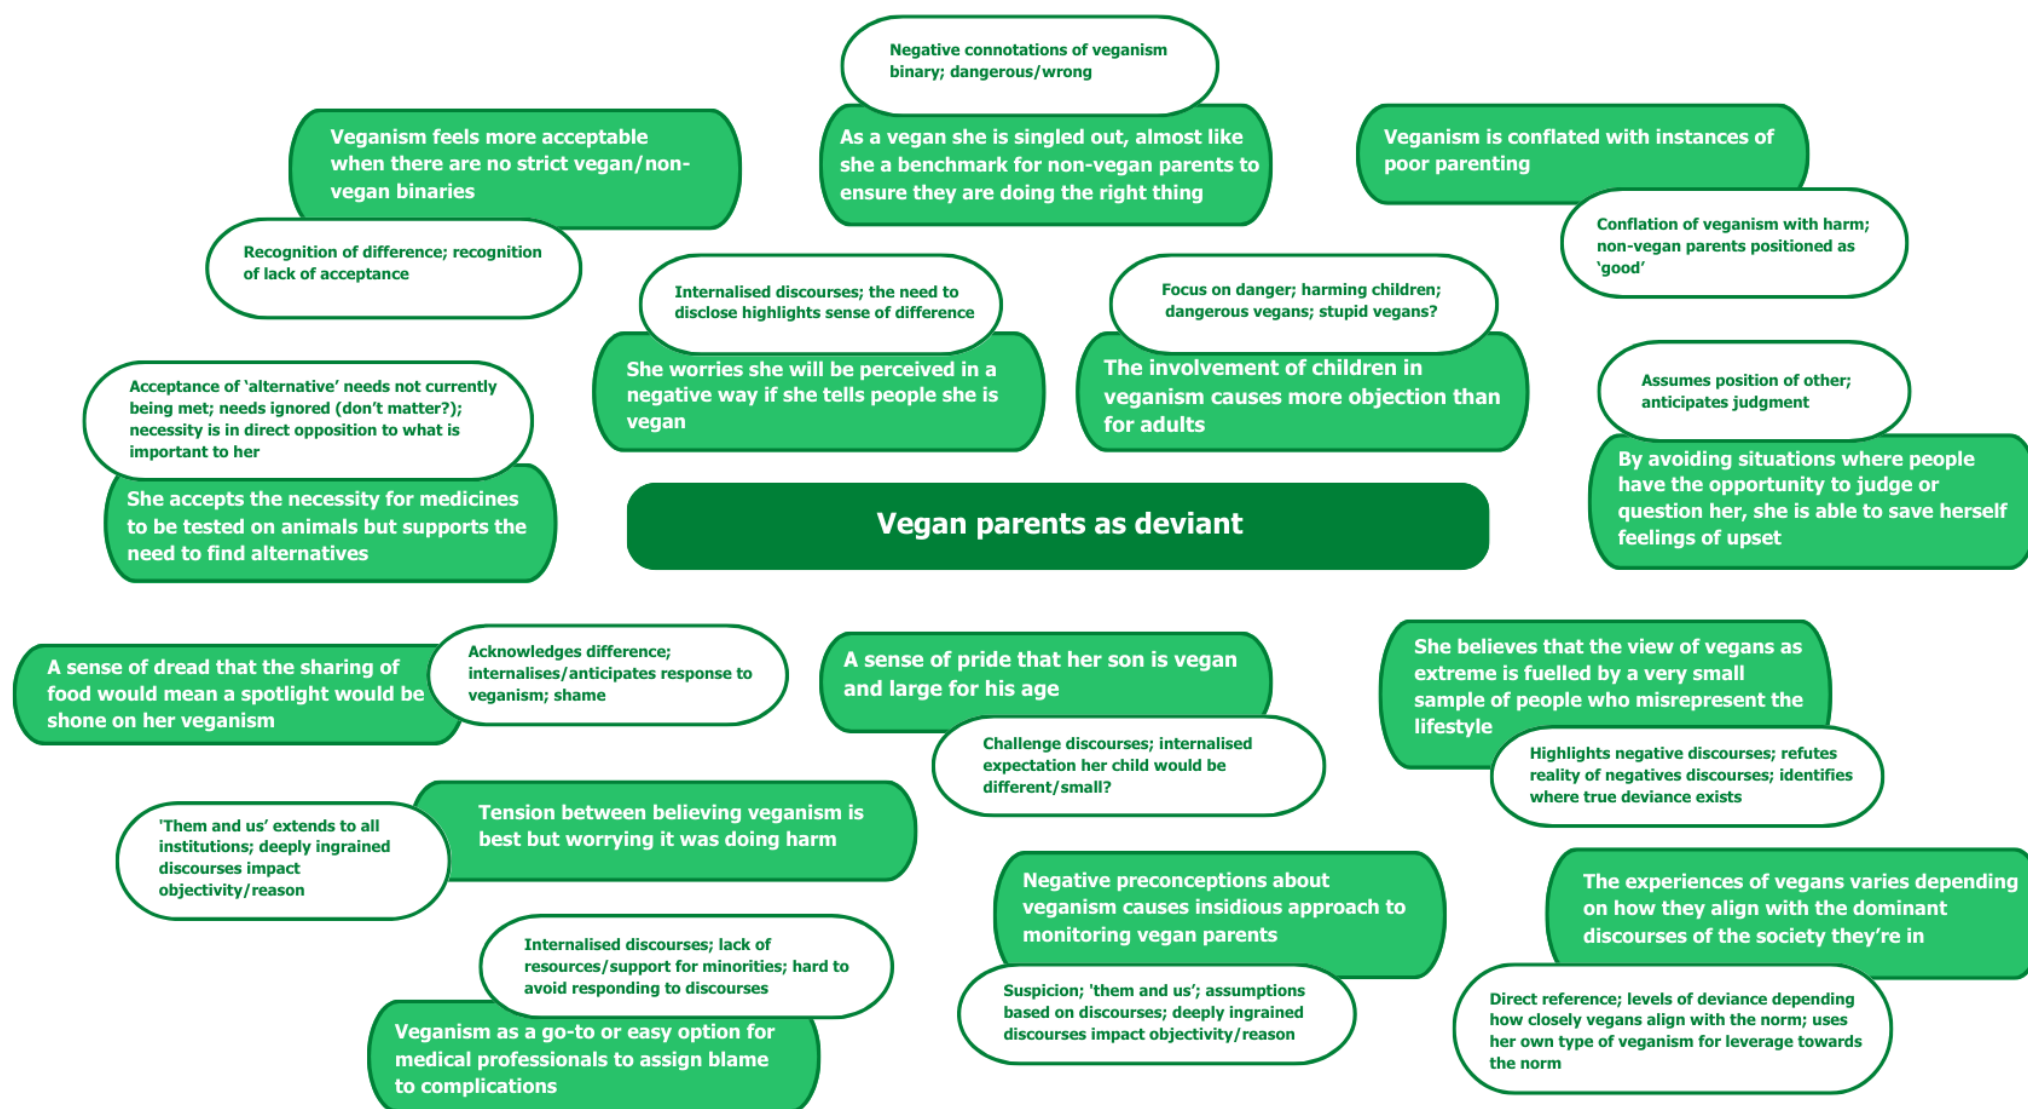 Negative connotations of veganism
binary; dangerous/wrong
Veganism feels more acceptable
when there are no strict vegan/non-
vegan binaries
As a vegan she is singled out, almost like
she a benchmark for non-vegan parents to
ensure they are doing the right thing
Veganism is conflated with instances of
poor parenting
Recognition of difference; recognition
of lack of acceptance
Conflation of veganism with harm;
non-vegan parents positioned as
‘good’
Internalised discourses; the need to
disclose highlights sense of difference
She worries she will be perceived in a
negative way if she tells people she is
vegan
Focus on danger; harming children;
dangerous vegans; stupid vegans?
The involvement of children in
veganism causes more objection than
for adults
Acceptance of ‘alternative’ needs not currently
being met; needs ignored (don’t matter?);
necessity is in direct opposition to what is
important to her
She accepts the necessity for medicines
to be tested on animals but supports the
need to find alternatives
Assumes position of other;
anticipates judgment
By avoiding situations where people
have the opportunity to judge or
question her, she is able to save herself
feelings of upset
Vegan parents as deviant
A sense of dread that the sharing of
food would mean a spotlight would be
shone on her veganism
Acknowledges difference;
internalises/anticipates response to
veganism; shame
A sense of pride that her son is vegan
and large for his age
Challenge discourses; internalised
expectation her child would be
different/small?
She believes that the view of vegans as
extreme is fuelled by a very small
sample of people who misrepresent the
lifestyle
Highlights negative discourses; refutes
reality of negatives discourses; identifies
where true deviance exists
Tension between believing veganism is
best but worrying it was doing harm
'Them and us’ extends to all
institutions; deeply ingrained
discourses impact
objectivity/reason
Negative preconceptions about
veganism causes insidious approach to
monitoring vegan parents
Suspicion; 'them and us’; assumptions
based on discourses; deeply ingrained
discourses impact objectivity/reason
The experiences of vegans varies depending
on how they align with the dominant
discourses of the society they’re in
Direct reference; levels of deviance depending
how closely vegans align with the norm; uses
her own type of veganism for leverage towards
the norm
Internalised discourses; lack of
resources/support for minorities; hard to
avoid responding to discourses
Veganism as a go-to or easy option for
medical professionals to assign blame
to complications